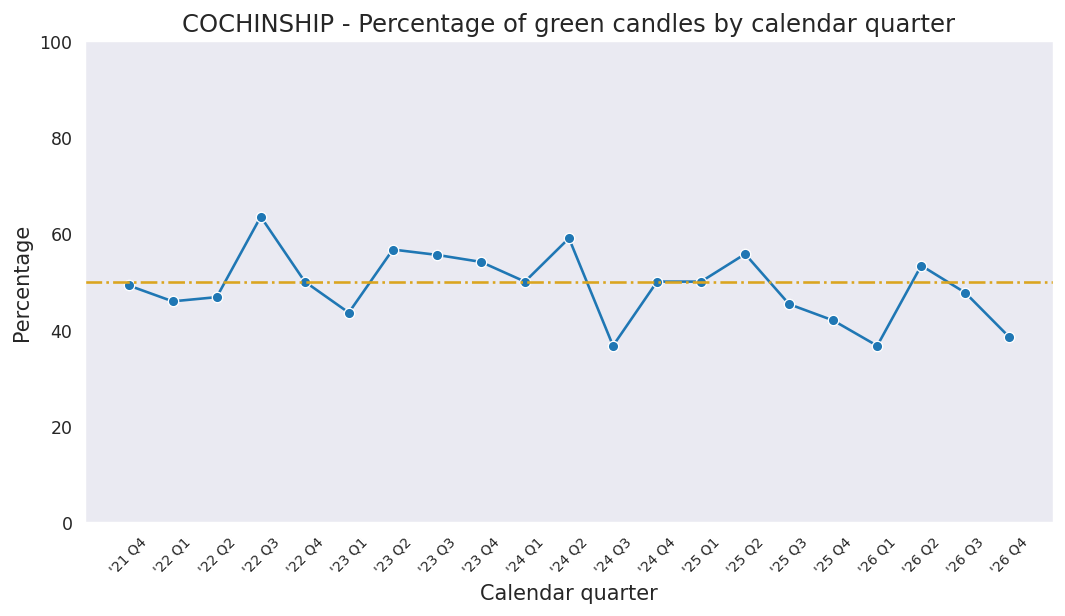 COCHINSHIP - Percentage of green candles by calendar quarter
100
80
60
40
20
0
Percentage
'21 Q4
'22 Q1
'22 Q2
'22 Q3
'22 Q4
'23 Q1
'23 Q2
'23 Q3
'23 Q4
'24 Q1
'24 Q2
'24 Q3
'24 Q4
'25 Q1
'25 Q2
'25 Q3
'25 Q4
'26 Q1
'26 Q2
'26 Q3
'26 Q4
Calendar quarter